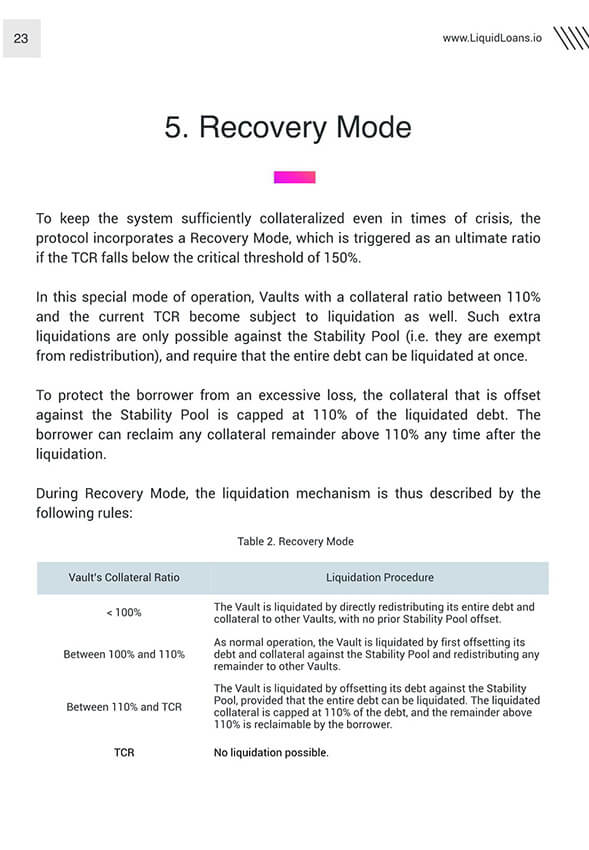 23
www.LiquidLoans.io
5. Recovery Mode
To keep the system sufficiently collateralized even in times of crisis, the
protocol incorporates a Recovery Mode, which is triggered as an ultimate ratio
if the TCR falls below the critical threshold of 150%.
In this special mode of operation, Vaults with a collateral ratio between 110%
and the current TCR become subject to liquidation as well. Such extra
liquidations are only possible against the Stability Pool (i.e. they are exempt
from redistribution), and require that the entire debt can be liquidated at once.
To protect the borrower from an excessive loss, the collateral that is offset
against the Stability Pool is capped at 110% of the liquidated debt. The
borrower can reclaim any collateral remainder above 110% any time after the
liquidation.
During Recovery Mode, the liquidation mechanism is thus described by the
following rules:
Table 2. Recovery Mode
Vault's Collateral Ratio Liquidation Procedure
< 100%
The Vault is liquidated by directly redistributing its entire debt and
collateral to other Vaults, with no prior Stability Pool offset.
Between 100% and 110%
As normal operation, the Vault is liquidated by first offsetting its
debt and collateral against the Stability Pool and redistributing any
remainder to other Vaults.
Between 110% and TCR
The Vault is liquidated by offsetting its debt against the Stability
Pool, provided that the entire debt can be liquidated. The liquidated
collateral is capped at 110% of the debt, and the remainder above
110% is reclaimable by the borrower.
TCR No liquidation possible.